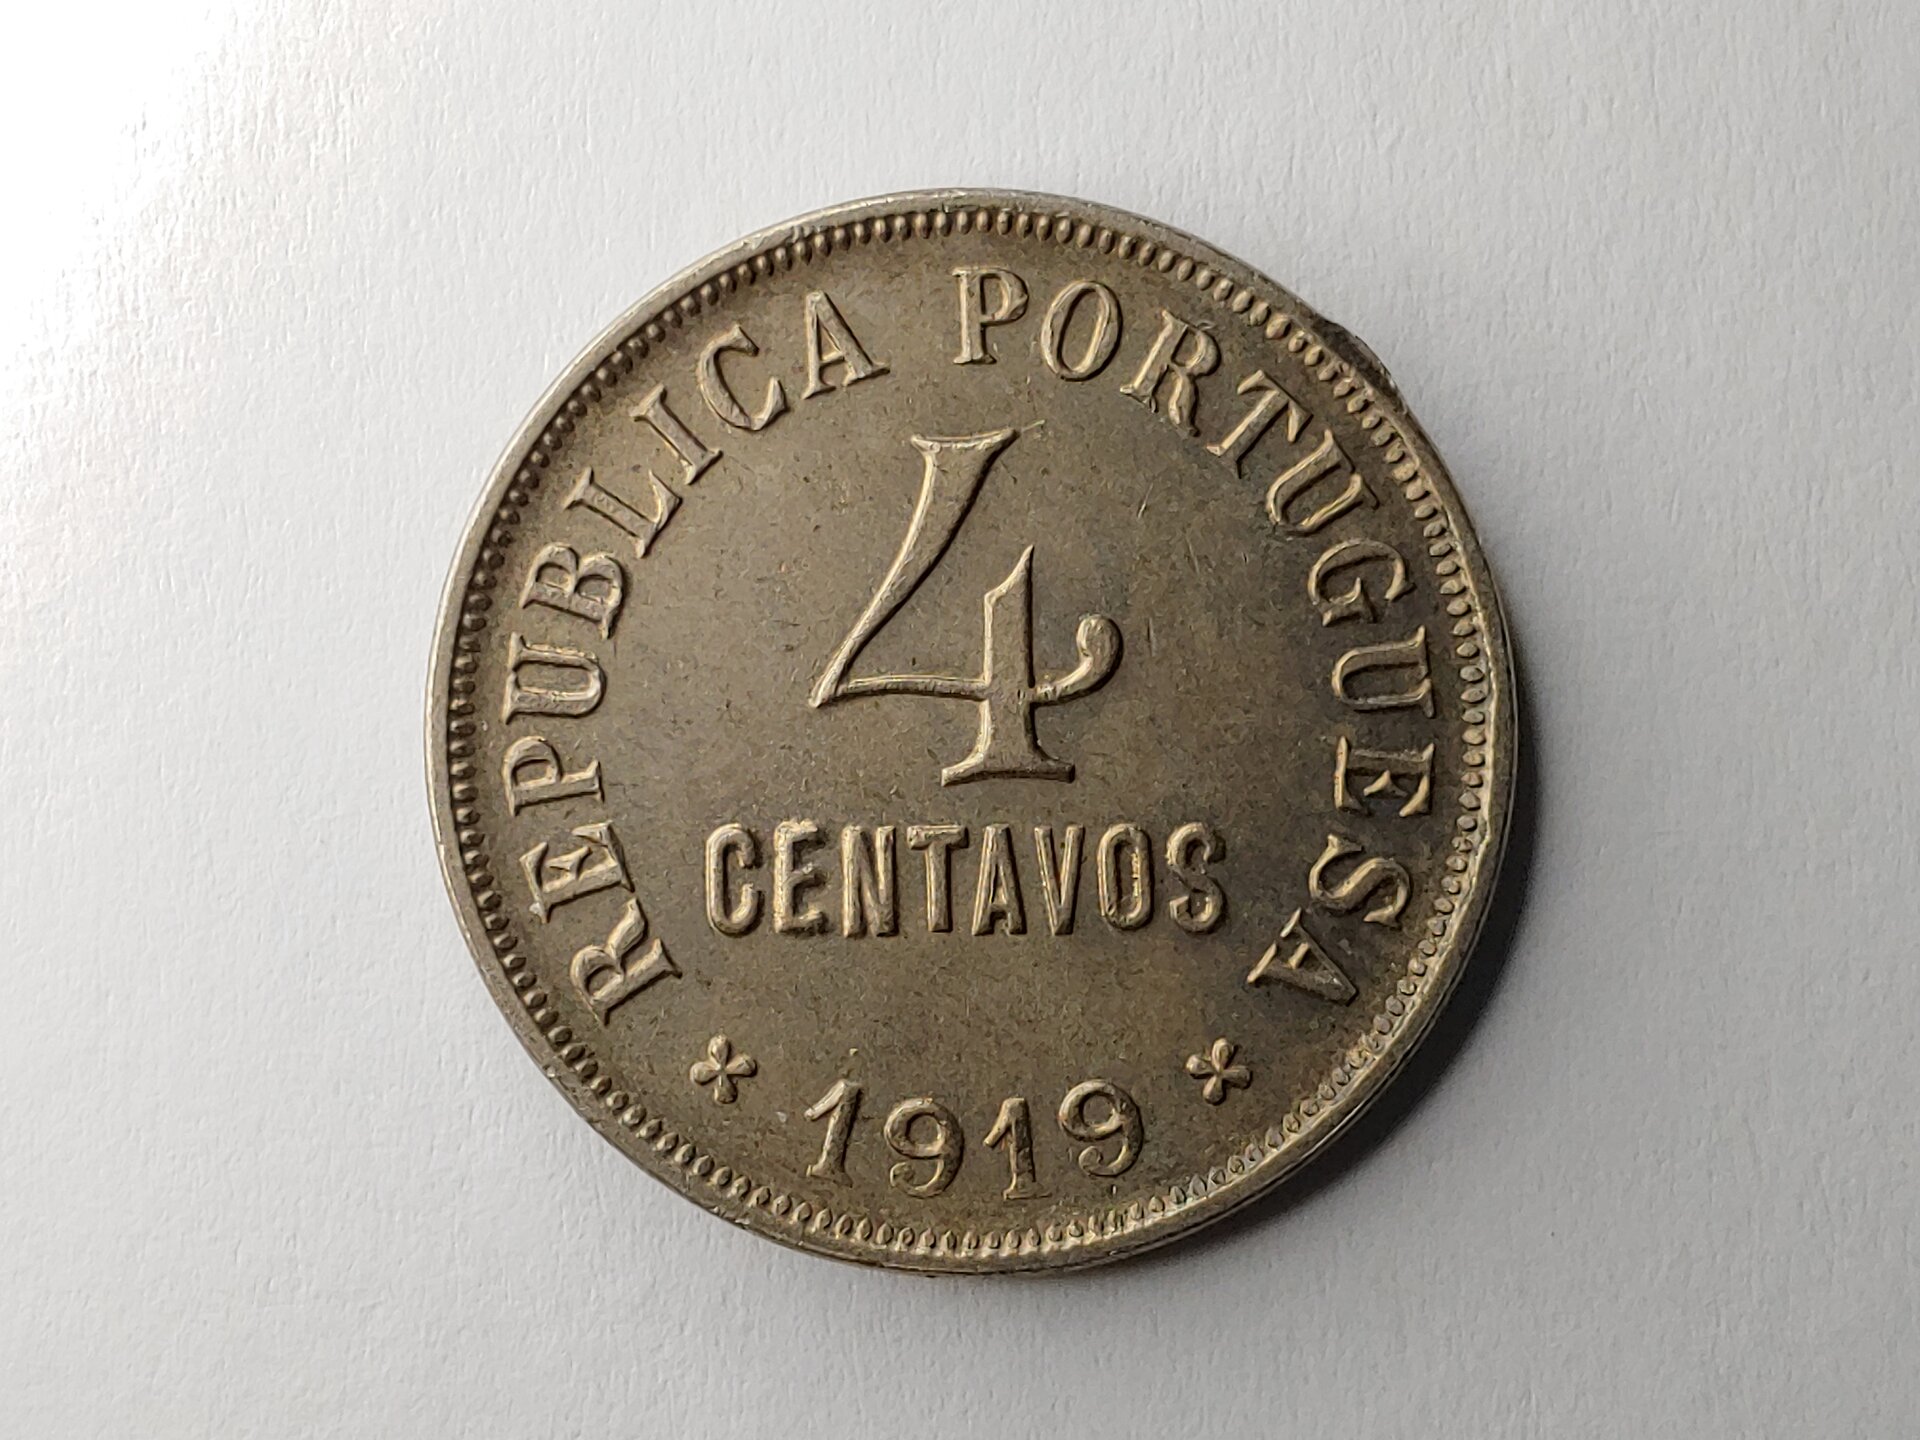 REPUBLICA PORTUGUESA
4
CENTAVOS
1919